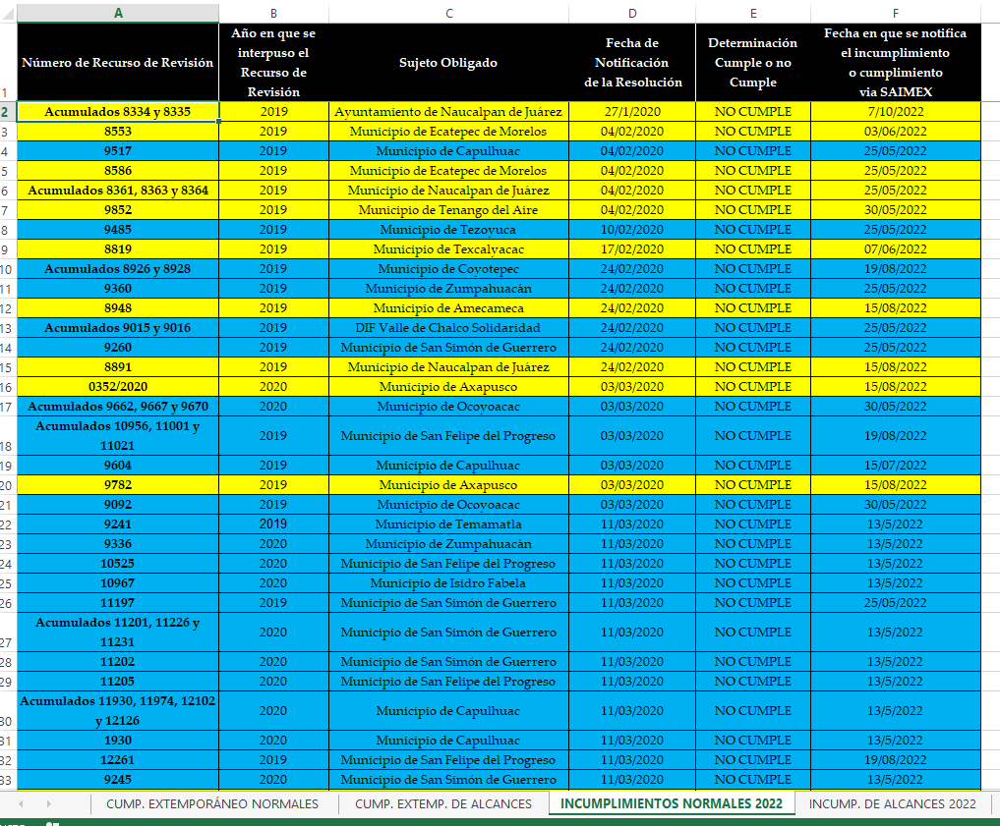 A B C D E F
1 Número de Recurso de Revisión Año en que se interpuso el Recurso de Revisión Sujeto Obligado Fecha de Notificación de la Resolución Determinación Cumple o no Cumple Fecha en que se notifica el incumplimiento o cumplimiento via SAIMEX
2 Acumulados 8334 y 8335 2019 Ayuntamiento de Naucalpan de Juárez 27/1/2020 NO CUMPLE 7/10/2022
3 8553 2019 Municipio de Ecatepec de Morelos 04/02/2020 NO CUMPLE 03/06/2022
4 9517 2019 Municipio de Capulhuac 04/02/2020 NO CUMPLE 25/05/2022
5 8586 2019 Municipio de Ecatepec de Morelos 04/02/2020 NO CUMPLE 25/05/2022
6 Acumulados 8361, 8363 y 8364 2019 Municipio de Naucalpan de Juárez 04/02/2020 NO CUMPLE 25/05/2022
7 9852 2019 Municipio de Tenango del Aire 04/02/2020 NO CUMPLE 30/05/2022
8 9485 2019 Municipio de Tezoyuca 10/02/2020 NO CUMPLE 25/05/2022
9 8819 2019 Municipio de Texcalyacac 17/02/2020 NO CUMPLE 07/06/2022
10 Acumulados 8926 y 8928 2019 Municipio de Coyotepec 24/02/2020 NO CUMPLE 19/08/2022
11 9360 2019 Municipio de Zumpahuacán 24/02/2020 NO CUMPLE 25/05/2022
12 8948 2019 Municipio de Amecameca 24/02/2020 NO CUMPLE 15/08/2022
13 Acumulados 9015 y 9016 2019 DIF Valle de Chalco Solidaridad 24/02/2020 NO CUMPLE 25/05/2022
14 9260 2019 Municipio de San Simón de Guerrero 24/02/2020 NO CUMPLE 25/05/2022
15 8891 2019 Municipio de Naucalpan de Juárez 24/02/2020 NO CUMPLE 15/08/2022
16 0352/2020 2020 Municipio de Axapusco 03/03/2020 NO CUMPLE 15/08/2022
17 Acumulados 9662, 9667 y 9670 2020 Municipio de Ocoyoacac 03/03/2020 NO CUMPLE 30/05/2022
18 Acumulados 10956, 11001 y 11021 2019 Municipio de San Felipe del Progreso 03/03/2020 NO CUMPLE 19/08/2022
19 9604 2019 Municipio de Capulhuac 03/03/2020 NO CUMPLE 15/07/2022
20 9782 2019 Municipio de Axapusco 03/03/2020 NO CUMPLE 15/08/2022
21 9092 2019 Municipio de Ocoyoacac 03/03/2020 NO CUMPLE 30/05/2022
22 9241 2019 Municipio de Temamatla 11/03/2020 NO CUMPLE 13/5/2022
23 9336 2020 Municipio de Zumpahuacán 11/03/2020 NO CUMPLE 13/5/2022
24 10525 2020 Municipio de San Felipe del Progreso 11/03/2020 NO CUMPLE 13/5/2022
25 10967 2020 Municipio de Isidro Fabela 11/03/2020 NO CUMPLE 13/5/2022
26 11197 2019 Municipio de San Simón de Guerrero 11/03/2020 NO CUMPLE 25/05/2022
27 Acumulados 11201, 11226 y 11231 2020 Municipio de San Simón de Guerrero 11/03/2020 NO CUMPLE 13/5/2022
28 11202 2020 Municipio de San Simón de Guerrero 11/03/2020 NO CUMPLE 13/5/2022
29 11205 2020 Municipio de San Felipe del Progreso 11/03/2020 NO CUMPLE 13/5/2022
30 Acumulados 11930, 11974, 12102 y 12126 2020 Municipio de Capulhuac 11/03/2020 NO CUMPLE 13/5/2022
31 1930 2020 Municipio de Capulhuac 11/03/2020 NO CUMPLE 13/5/2022
32 12261 2019 Municipio de San Felipe del Progreso 11/03/2020 NO CUMPLE 19/08/2022
33 9245 2020 Municipio de San Simón de Guerrero 11/03/2020 NO CUMPLE 13/5/2022
CUMP. EXTEMPORÁNEO NORMALES CUMP. EXTEMP. DE ALCANCES INCUMPLIMIENTOS NORMALES 2022 INCUMP. DE ALCANCES 2022